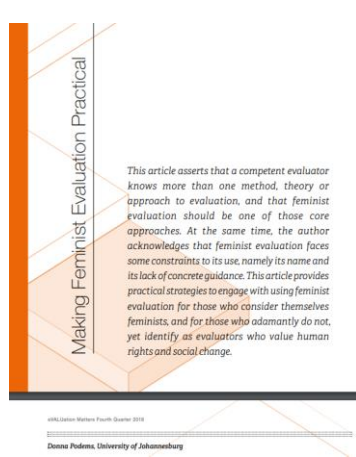 Making Feminist Evaluation Practical
This article asserts that a competent evaluator
knows more than one method, theory or
approach to evaluation, and that feminist
evaluation should be one of those core
approaches. At the same time, the author
acknowledges that feminist evaluation faces
some constraints to its use, namely its name and
its lack of concrete guidance. This article provides
practical strategies to engage with using feminist
evaluation for those who consider themselves
feminists, and for those who adamantly do not,
yet identify as evaluators who value human
rights and social change.
eVALUation Matters Fourth Quarter 2018
Donna Podems, University of Johannesburg